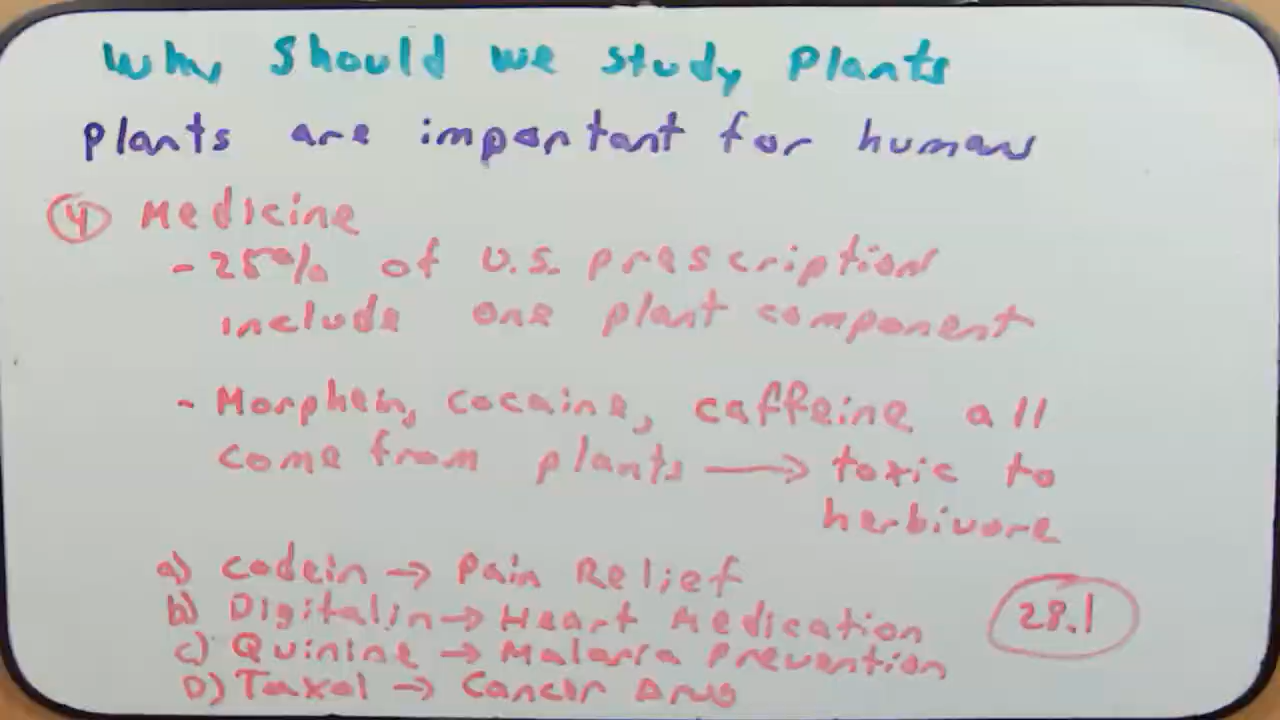 Why should we study Plants
plants are important for humans
④ Medicine
- 25% of U.S. prescription
include one plant component
- Morphein, cocaine, caffeine all
come from plants → toxic to
herbivore
a) codein → Pain Relief
b) Digitalin → Heart Medication
c) Quinine → Malaria prevention
D) Taxol → Cancer Drug
28.1